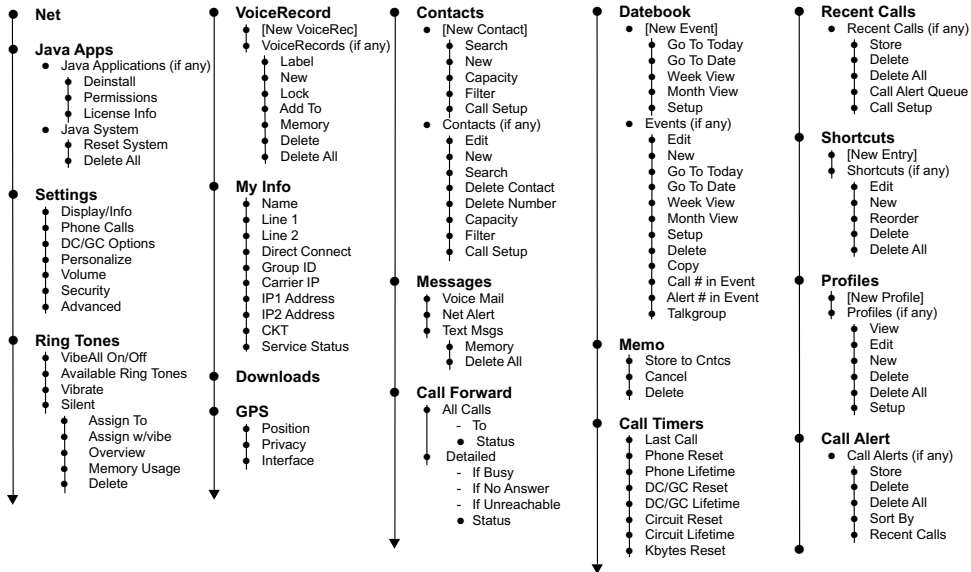 Net
Java Apps
Java Applications (if any)
Deinstall
Permissions
License Info
Java System
Reset System
Delete All
Settings
Display/Info
Phone Calls
DC/GC Options
Personalize
Volume
Security
Advanced
Ring Tones
VibeAll On/Off
Available Ring Tones
Vibrate
Silent
Assign To
Assign w/vibe
Overview
Memory Usage
Delete
VoiceRecord
[New VoiceRec]
VoiceRecords (if any)
Label
New
Lock
Add To
Memory
Delete
Delete All
My Info
Name
Line 1
Line 2
Direct Connect
Group ID
Carrier IP
IP1 Address
IP2 Address
CKT
Service Status
Downloads
GPS
Position
Privacy
Interface
Contacts
[New Contact]
Search
New
Capacity
Filter
Call Setup
Contacts (if any)
Edit
New
Search
Delete Contact
Delete Number
Capacity
Filter
Call Setup
Messages
Voice Mail
Net Alert
Text Msgs
Memory
Delete All
Call Forward
All Calls
- To
Status
Detailed
- If Busy
- If No Answer
- If Unreachable
Status
Datebook
[New Event]
Go To Today
Go To Date
Week View
Month View
Setup
Events (if any)
Edit
New
Go To Today
Go To Date
Week View
Month View
Setup
Delete
Copy
Call # in Event
Alert # in Event
Talkgroup
Memo
Store to Cntcs
Cancel
Delete
Call Timers
Last Call
Phone Reset
Phone Lifetime
DC/GC Reset
DC/GC Lifetime
Circuit Reset
Circuit Lifetime
Kbytes Reset
Recent Calls
Recent Calls (if any)
Store
Delete
Delete All
Call Alert Queue
Call Setup
Shortcuts
[New Entry]
Shortcuts (if any)
Edit
New
Reorder
Delete
Delete All
Profiles
[New Profile]
Profiles (if any)
View
Edit
New
Delete
Delete All
Setup
Call Alert
Call Alerts (if any)
Store
Delete
Delete All
Sort By
Recent Calls